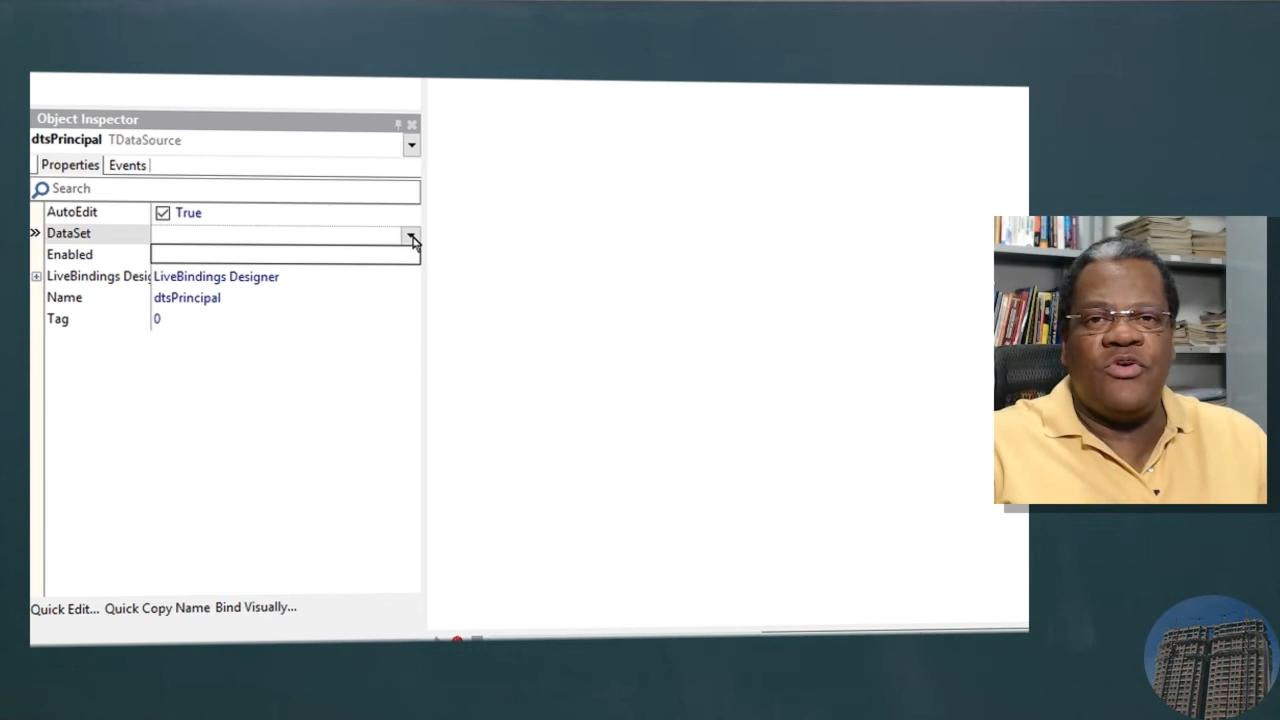 Object Inspector
dtsPrincipal TDataSource
Properties Events
Search
AutoEdit True
DataSet
Enabled
LiveBindings Desig LiveBindings Designer
Name dtsPrincipal
Tag 0
Quick Edit... Quick Copy Name Bind Visually...